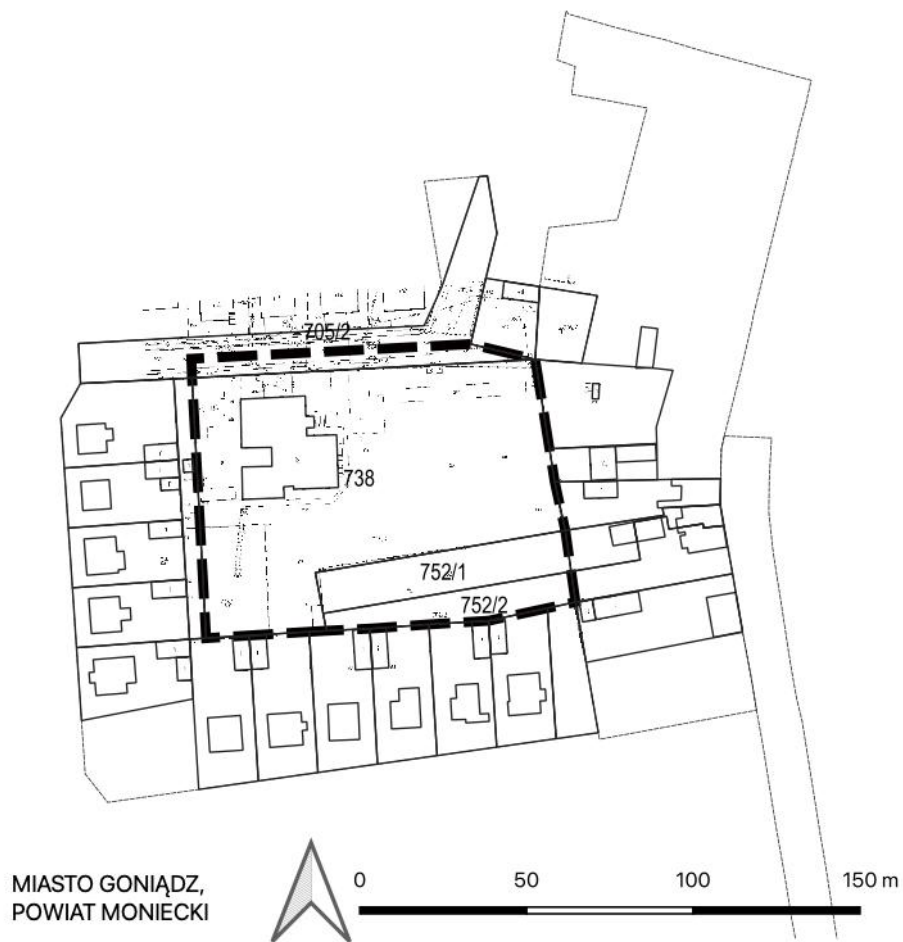 705/2
738
752/1
752/2
MIASTO GONIĄDZ,
POWIAT MONIECKI
0 50 100 150 m